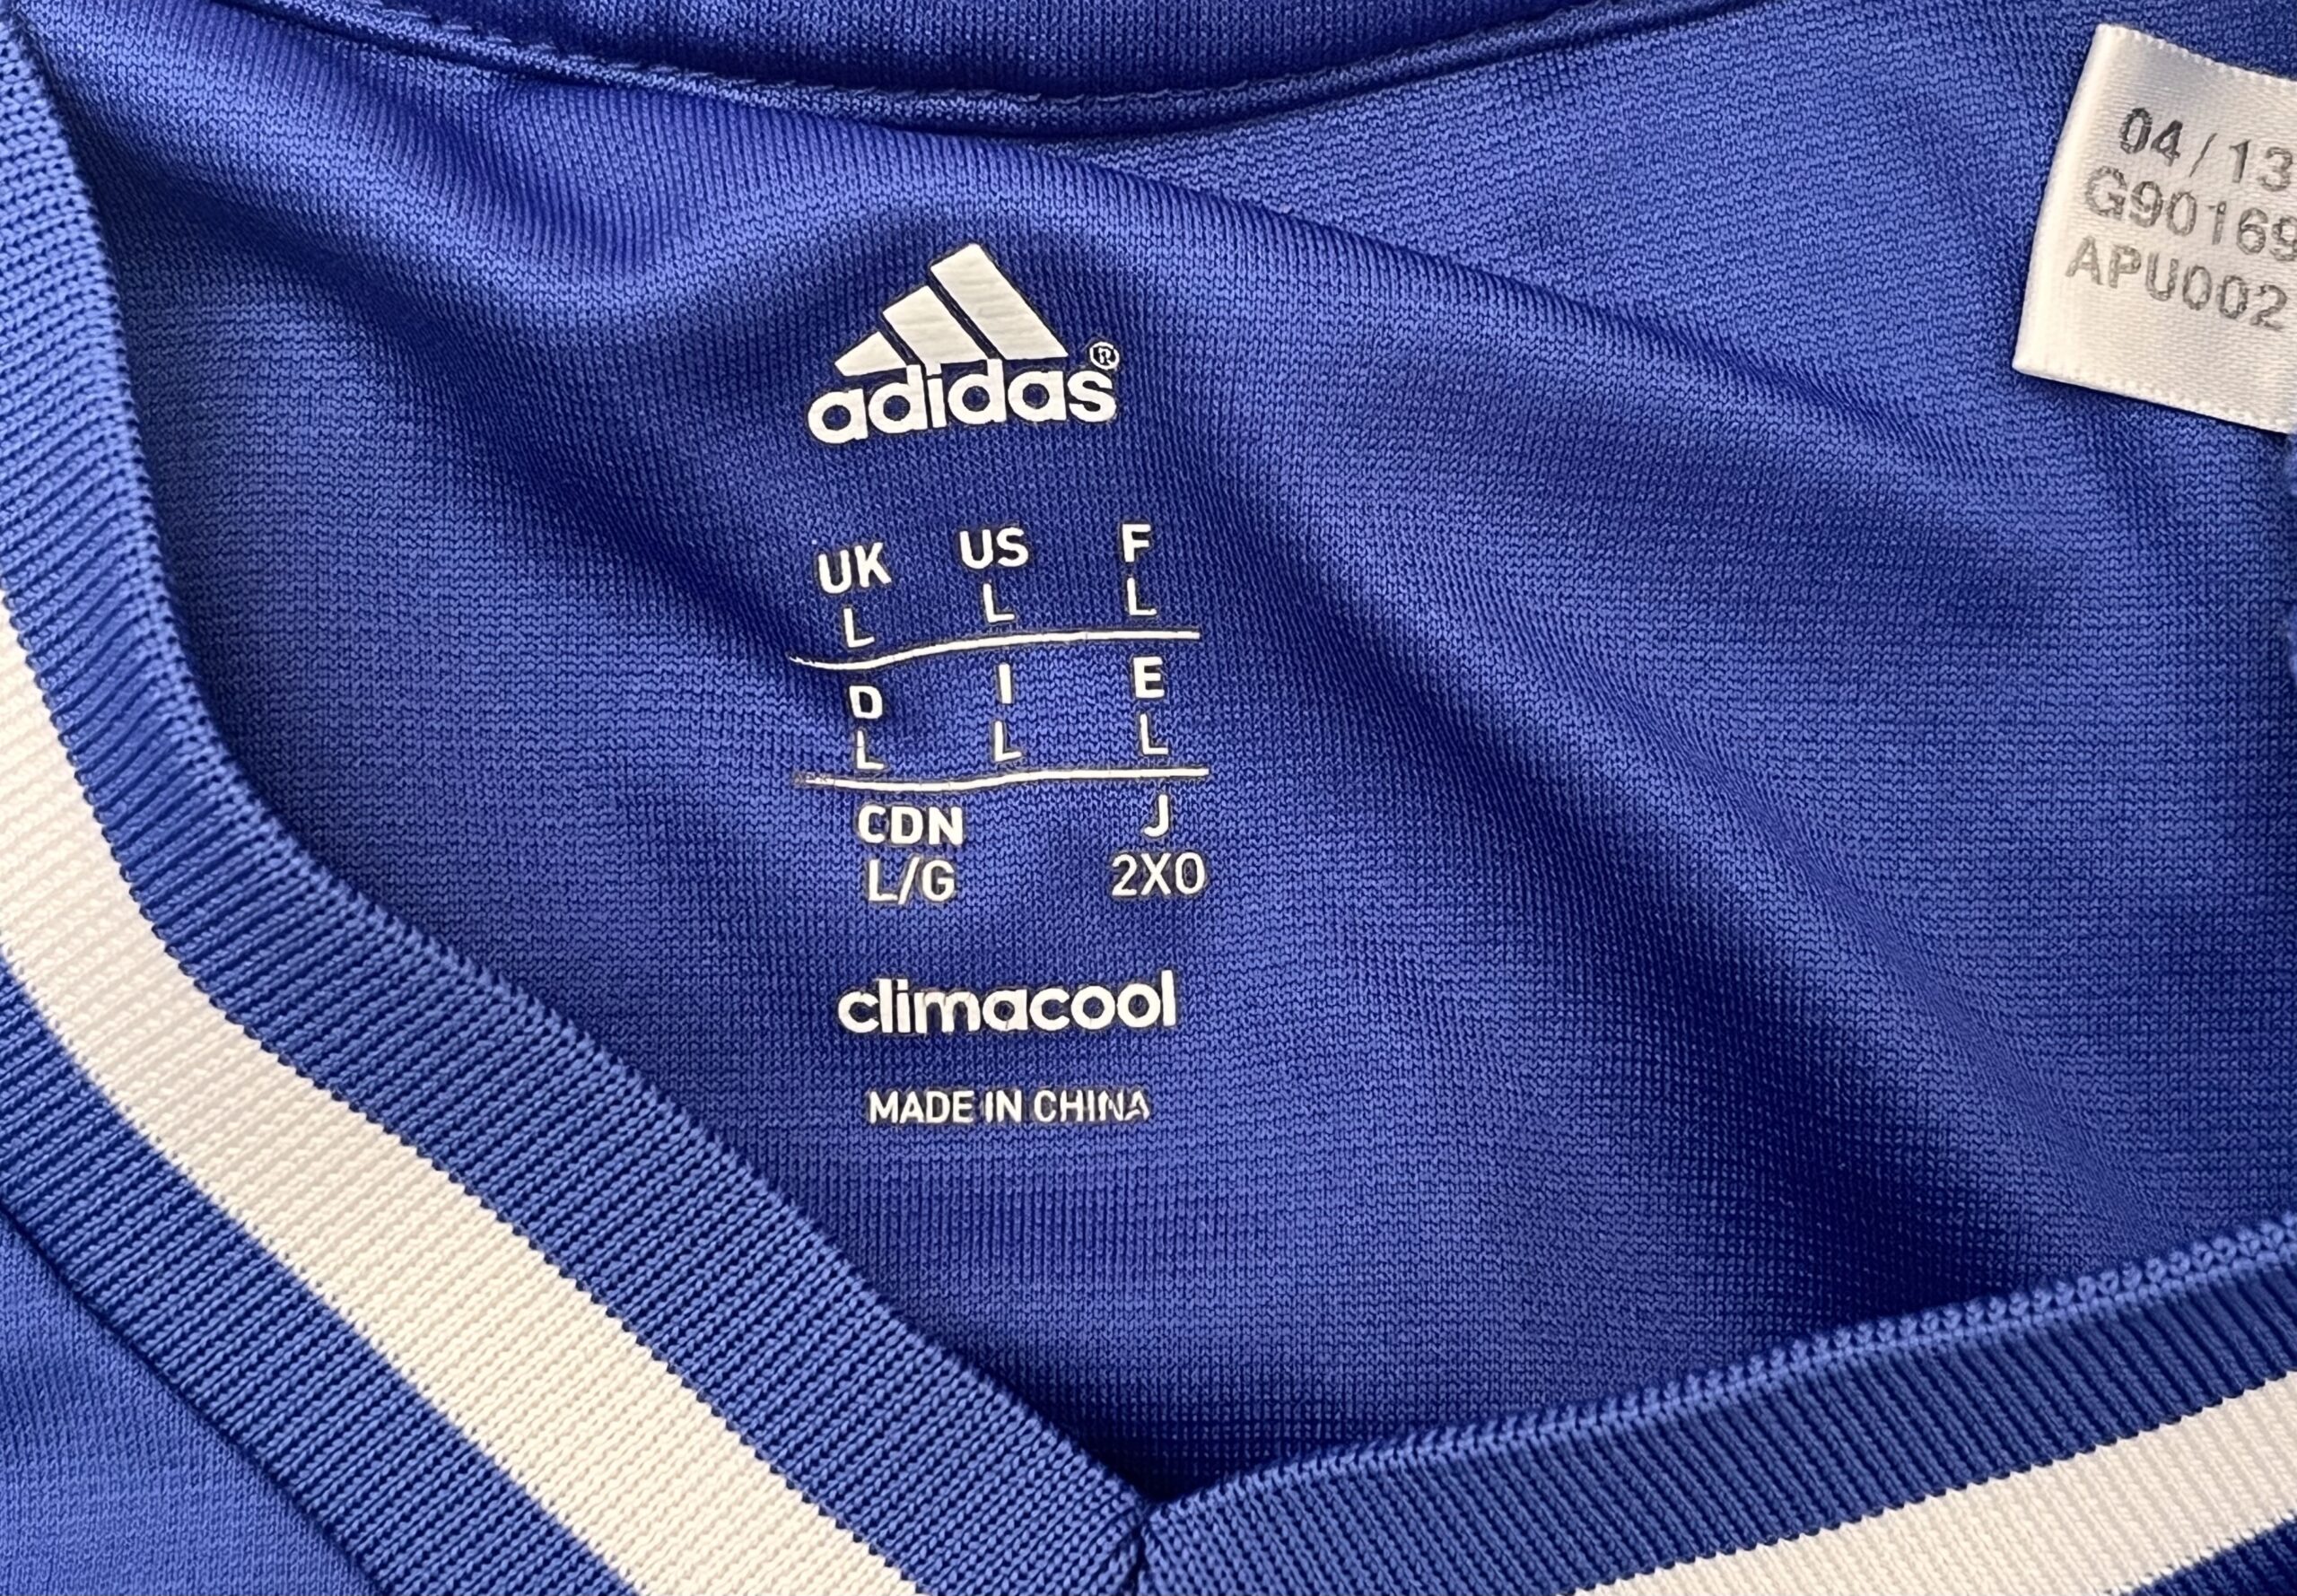 adidas®
UK US F
L L L
D I E
L L L
CDN J
L/G 2XO
climacool
MADE IN CHINA
04/13
G90169
APU002